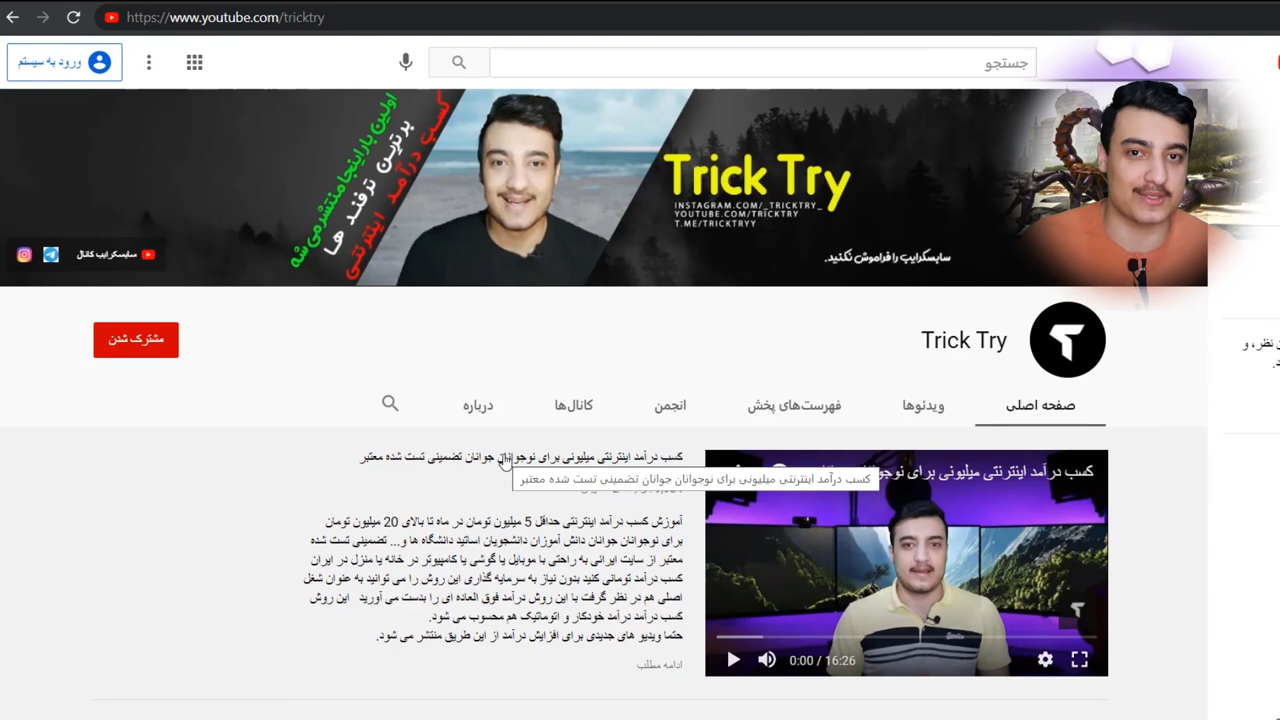 https://www.youtube.com/tricktry
ورود به سیستم
جستجو
اولین بار اینجا منتشر می شه
برترین ترفند ها
کسب درآمد اینترنتی
Trick Try
INSTAGRAM.COM/_TRICKTRY_
YOUTUBE.COM/TRICKTRY
T.ME/TRICKTRYY
سابسکرایب را فراموش نکنید.
سابسکرایب کانال
Trick Try
مشترک شدن
ن نظر، و
صفحه اصلی
ویدئوها
فهرست‌های پخش
انجمن
کانال‌ها
درباره
کسب درآمد اینترنتی میلیونی برای نوجوانان جوانان تضمینی تست شده معتبر
کسب درآمد اینترنتی میلیونی برای نوجوانان جوانان تضمینی تست شده معتبر
کسب درآمد اینترنتی میلیونی برای نوج
آموزش کسب درآمد اینترنتی حداقل 5 میلیون تومان در ماه تا بالای 20 میلیون تومان
برای نوجوانان جوانان دانش آموزان دانشجویان اساتید دانشگاه ها و... تضمینی تست شده
معتبر از سایت ایرانی به راحتی با موبایل یا گوشی یا کامپیوتر در خانه یا منزل در ایران
کسب درآمد تومانی کنید بدون نیاز به سرمایه گذاری این روش را می توانید به عنوان شغل
اصلی هم در نظر گرفت با این روش درآمد فوق العاده ای را بدست می آورید   این روش
کسب درآمد درآمد خودکار و اتوماتیک هم محسوب می شود.
حتما ویدیو های جدیدی برای افزایش درآمد از این طریق منتشر می شود.
ادامه مطلب
0:00 / 16:26